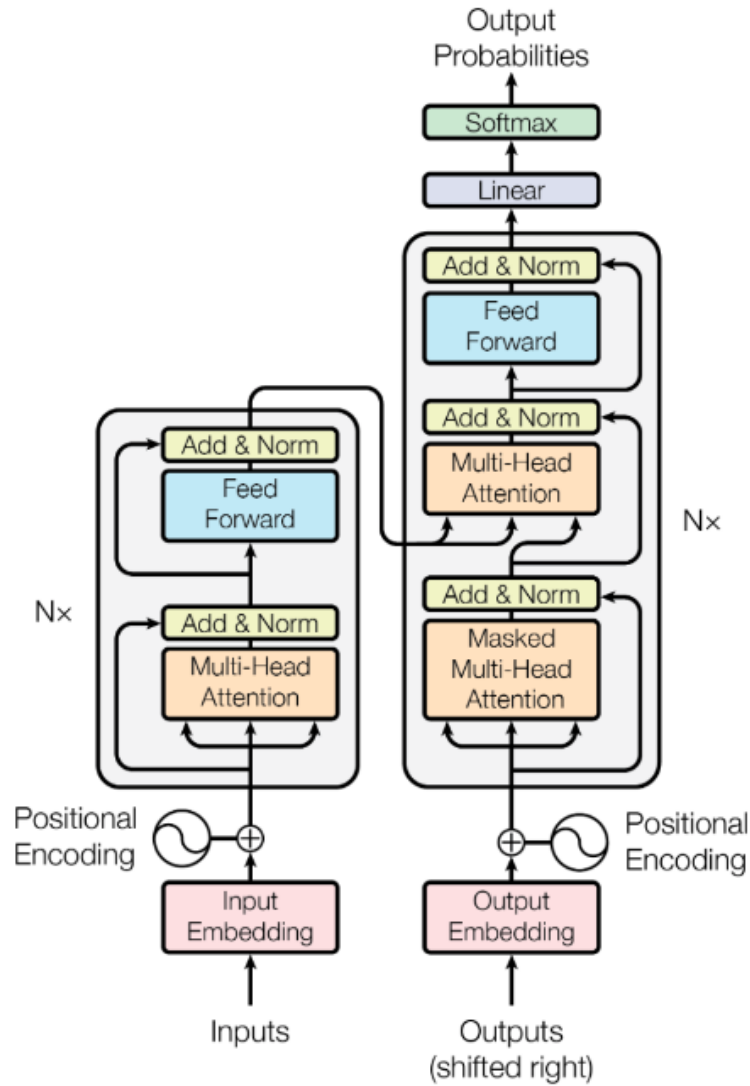 Output
Probabilities
Softmax
Linear
Add & Norm
Feed
Forward
Add & Norm
Multi-Head
Attention
Add & Norm
Masked
Multi-Head
Attention
Nx
Add & Norm
Feed
Forward
Add & Norm
Multi-Head
Attention
Nx
Positional
Encoding
Positional
Encoding
Input
Embedding
Output
Embedding
Inputs
Outputs
(shifted right)